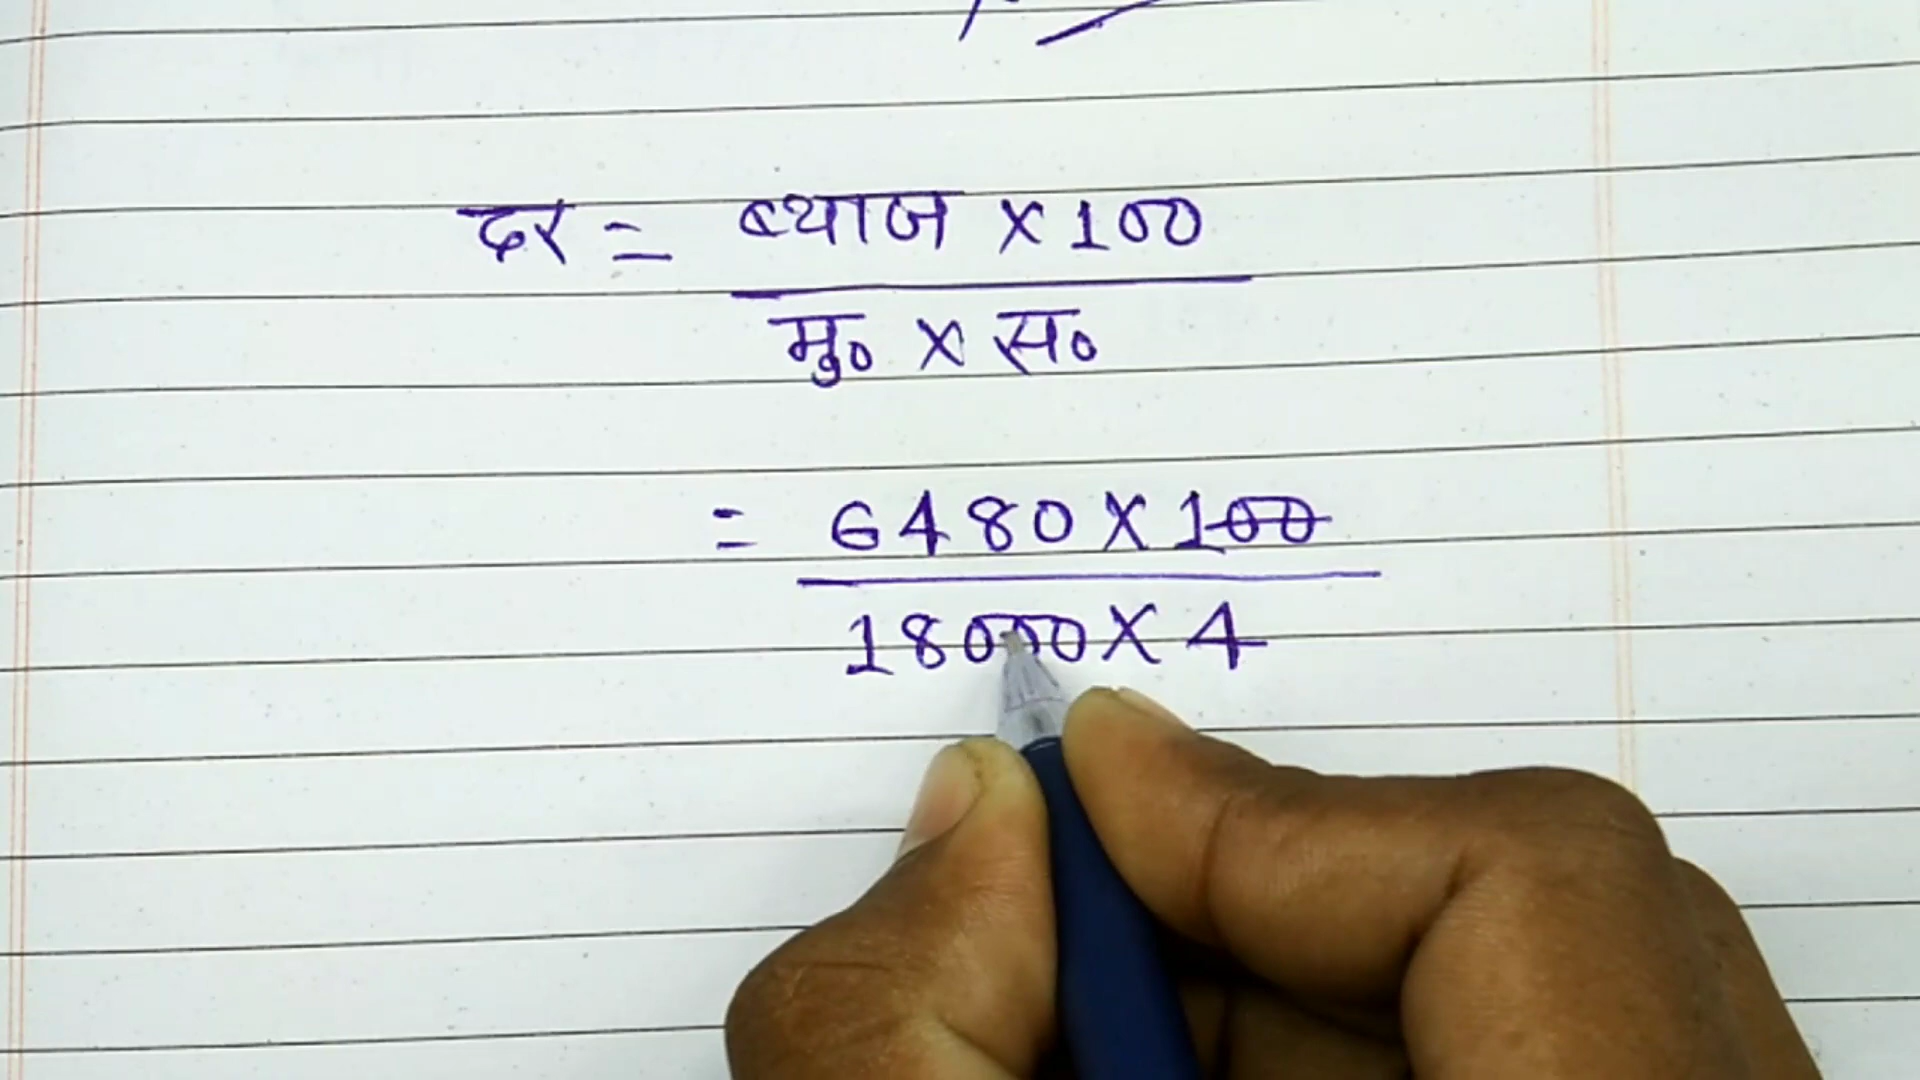 दर = ब्याज × 100
मु० × स०
= 6480 × 100
18000 × 4